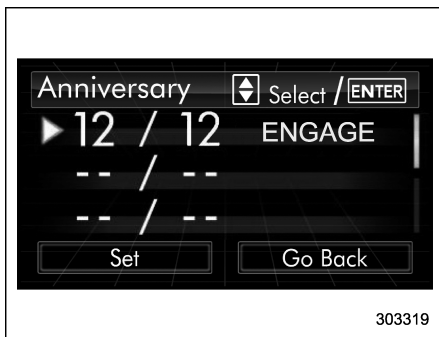 Anniversary Select / ENTER
12 / 12 ENGAGE
-- / --
-- / --
Set Go Back
303319